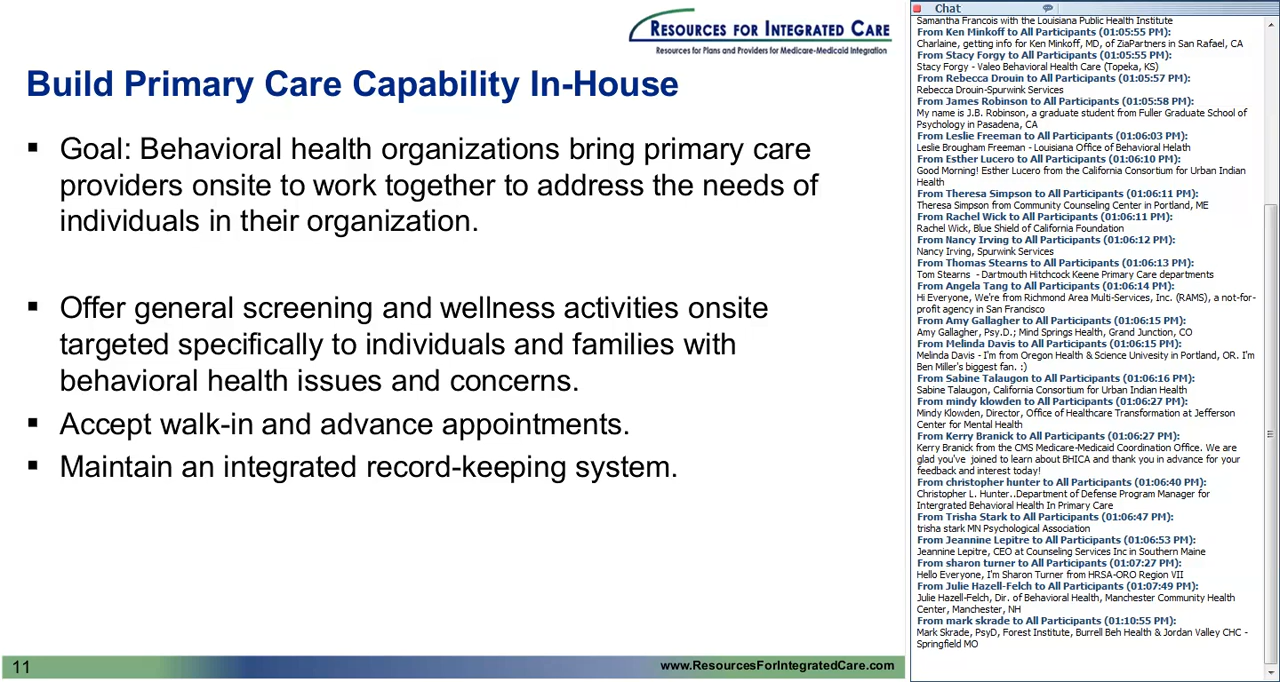 RESOURCES FOR INTEGRATED CARE
Resources for Plans and Providers for Medicare-Medicaid Integration
Build Primary Care Capability In-House
▪ Goal: Behavioral health organizations bring primary care
providers onsite to work together to address the needs of
individuals in their organization.
▪ Offer general screening and wellness activities onsite
targeted specifically to individuals and families with
behavioral health issues and concerns.
▪ Accept walk-in and advance appointments.
▪ Maintain an integrated record-keeping system.
11
www.ResourcesForIntegratedCare.com
Chat
Samantha Francois with the Louisiana Public Health Institute
From Ken Minkoff to All Participants (01:05:55 PM):
Charlaine, getting info for Ken Minkoff, MD, of ZiaPartners in San Rafael, CA
From Stacy Forgy to All Participants (01:05:55 PM):
Stacy Forgy - Valeo Behavioral Health Care (Topeka, KS)
From Rebecca Drouin to All Participants (01:05:57 PM):
Rebecca Drouin-Spurwink Services
From James Robinson to All Participants (01:05:58 PM):
My name is J.B. Robinson, a graduate student from Fuller Graduate School of
Psychology in Pasadena, CA
From Leslie Freeman to All Participants (01:06:03 PM):
Leslie Brougham Freeman - Louisiana Office of Behavioral Helath
From Esther Lucero to All Participants (01:06:10 PM):
Good Morning! Esther Lucero from the California Consortium for Urban Indian
Health
From Theresa Simpson to All Participants (01:06:11 PM):
Theresa Simpson from Community Counseling Center in Portland, ME
From Rachel Wick to All Participants (01:06:11 PM):
Rachel Wick, Blue Shield of California Foundation
From Nancy Irving to All Participants (01:06:12 PM):
Nancy Irving, Spurwink Services
From Thomas Stearns to All Participants (01:06:13 PM):
Tom Stearns - Dartmouth Hitchcock Keene Primary Care departments
From Angela Tang to All Participants (01:06:14 PM):
Hi Everyone, We're from Richmond Area Multi-Services, Inc. (RAMS), a not-for-
profit agency in San Francisco
From Amy Gallagher to All Participants (01:06:15 PM):
Amy Gallagher, Psy.D.; Mind Springs Health, Grand Junction, CO
From Melinda Davis to All Participants (01:06:15 PM):
Melinda Davis - I'm from Oregon Health & Science Univesity in Portland, OR. I'm
Ben Miller's biggest fan. :)
From Sabine Talaugon to All Participants (01:06:16 PM):
Sabine Talaugon, California Consortium for Urban Indian Health
From mindy klowden to All Participants (01:06:27 PM):
Mindy Klowden, Director, Office of Healthcare Transformation at Jefferson
Center for Mental Health
From Kerry Branick to All Participants (01:06:27 PM):
Kerry Branick from the CMS Medicare-Medicaid Coordination Office. We are
glad you've joined to learn about BHICA and thank you in advance for your
feedback and interest today!
From christopher hunter to All Participants (01:06:40 PM):
Christopher L. Hunter..Department of Defense Program Manager for
Intergrated Behavioral Health In Primary Care
From Trisha Stark to All Participants (01:06:47 PM):
trisha stark MN Psychological Association
From Jeannine Lepitre to All Participants (01:06:53 PM):
Jeannine Lepitre, CEO at Counseling Services Inc in Southern Maine
From sharon turner to All Participants (01:07:27 PM):
Hello Everyone, I'm Sharon Turner from HRSA-ORO Region VII
From Julie Hazell-Felch to All Participants (01:07:49 PM):
Julie Hazell-Felch, Dir. of Behavioral Health, Manchester Community Health
Center, Manchester, NH
From mark skrade to All Participants (01:10:55 PM):
Mark Skrade, PsyD, Forest Institute, Burrell Beh Health & Jordan Valley CHC -
Springfield MO